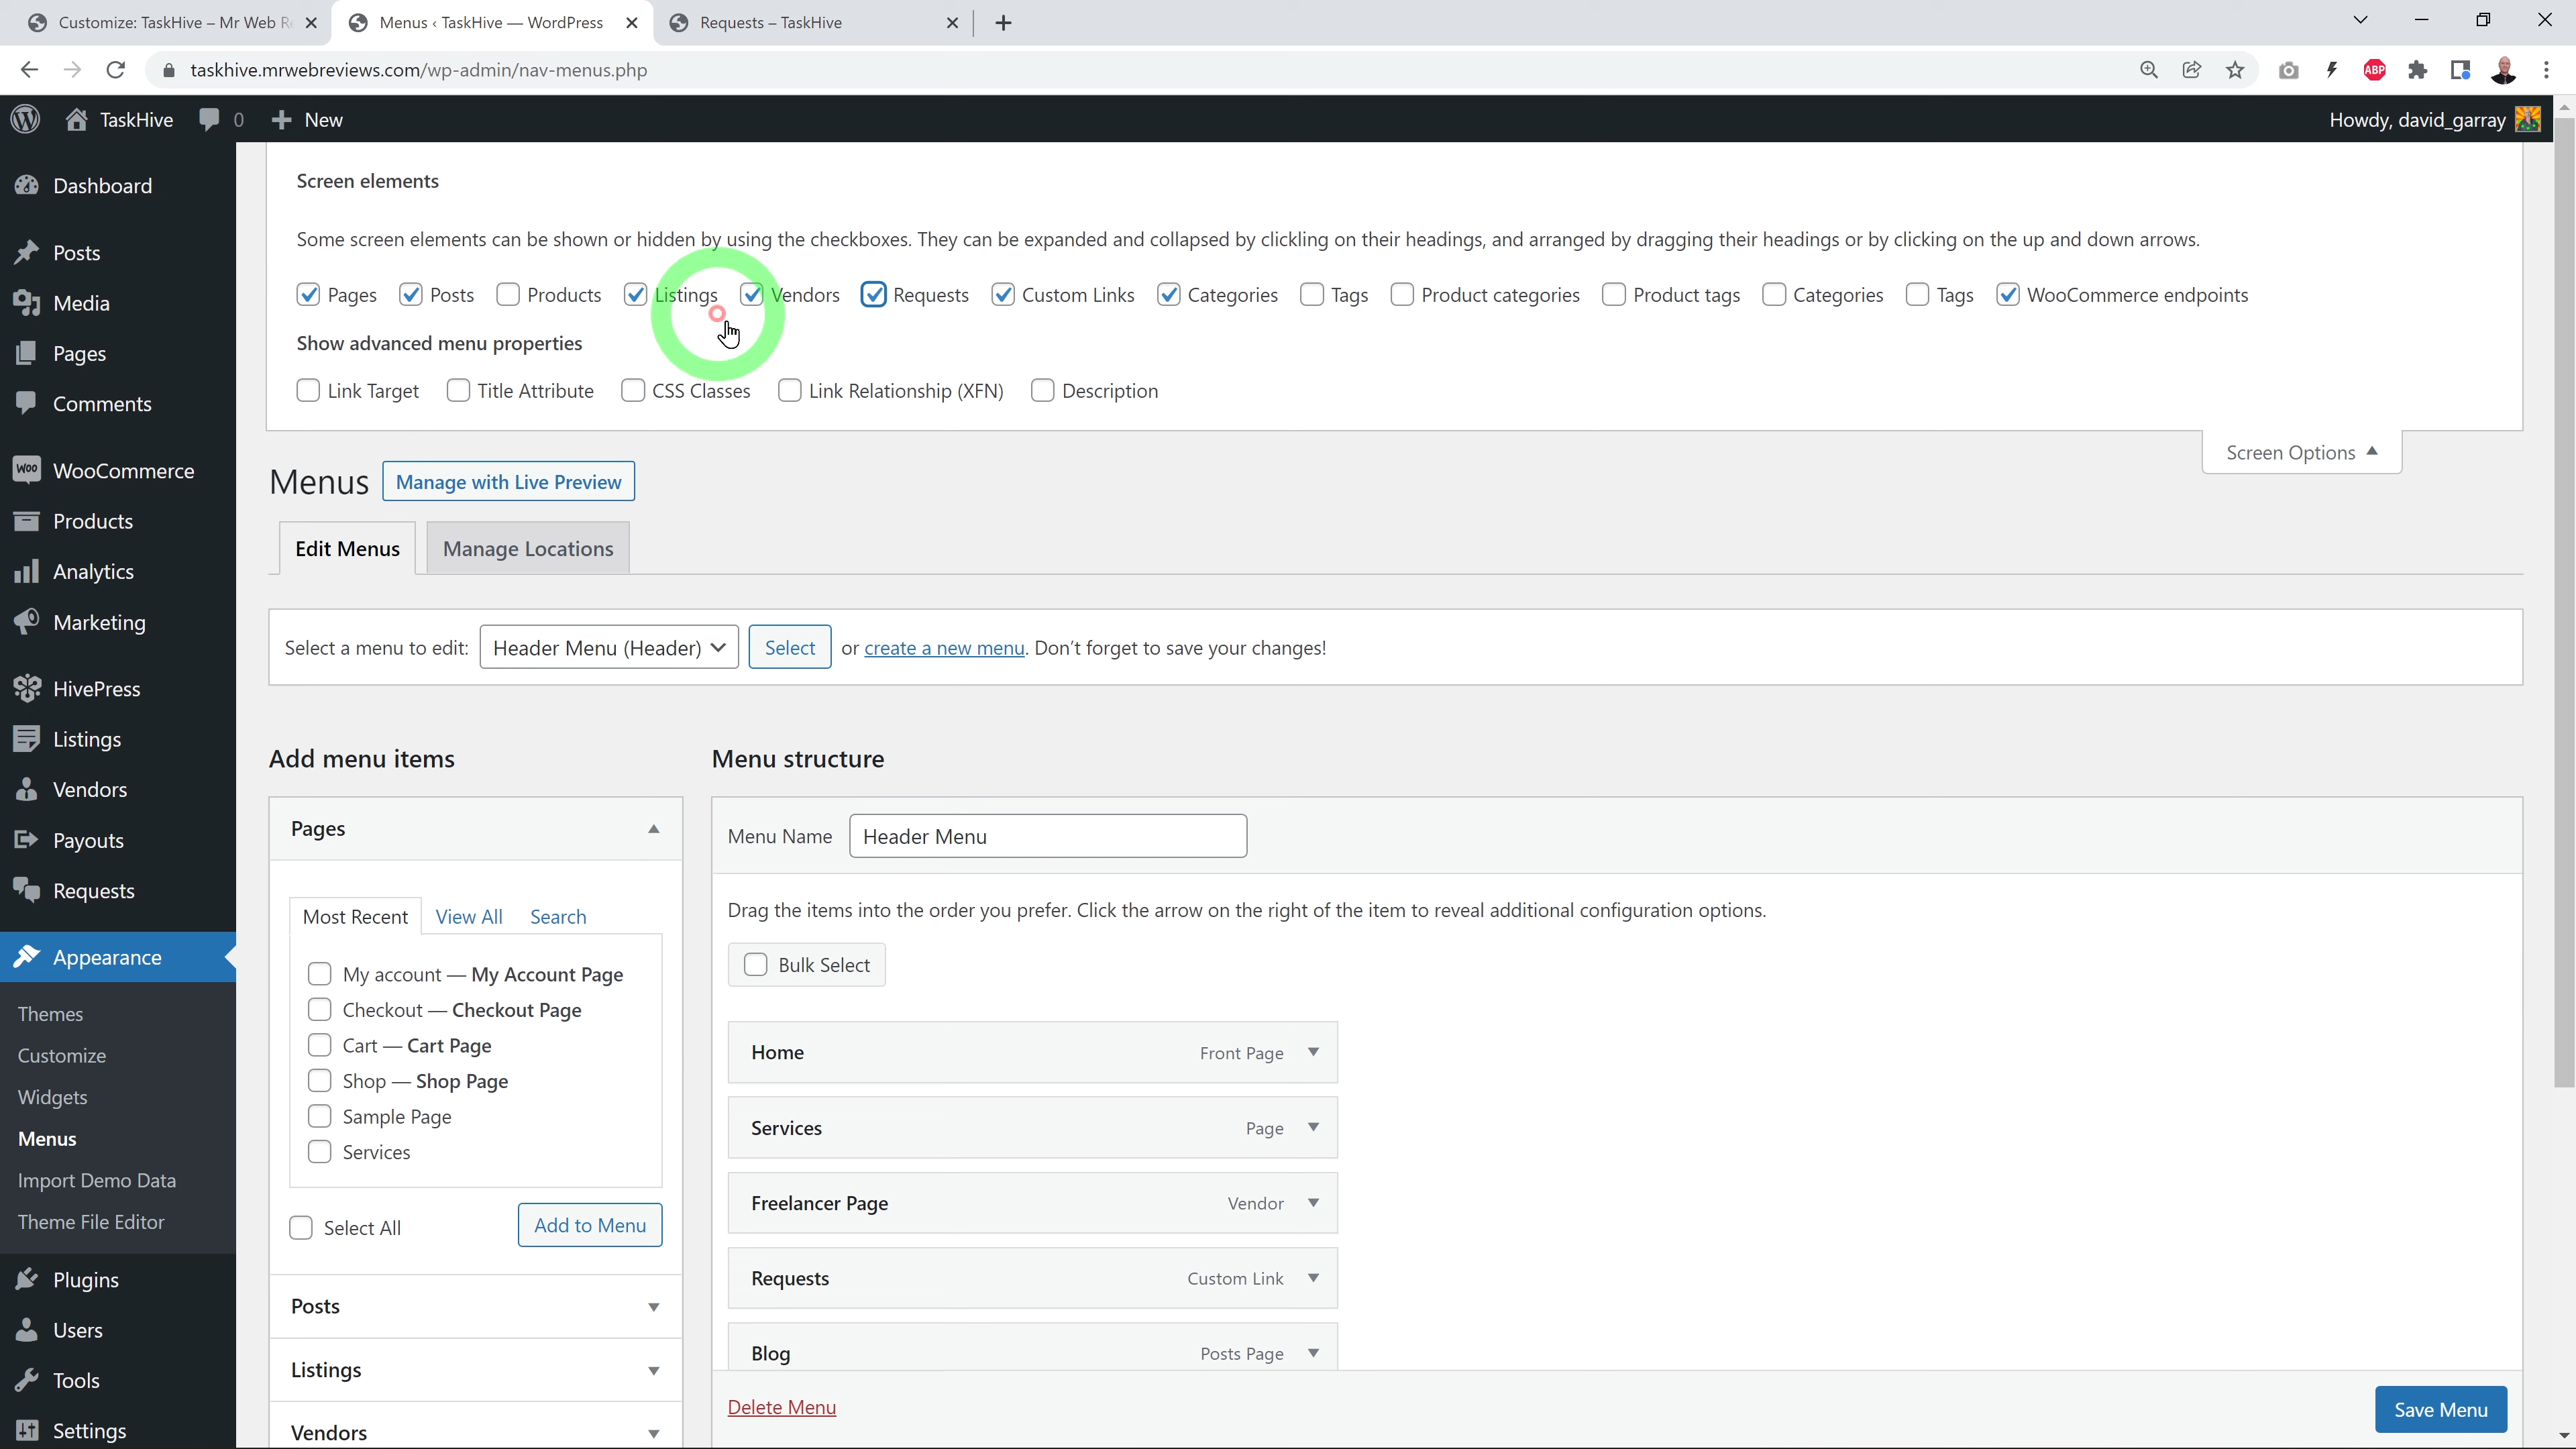 Customize: TaskHive – Mr Web Re
Menus ‹ TaskHive — WordPress
Requests – TaskHive
taskhive.mrwebreviews.com/wp-admin/nav-menus.php
ABP
TaskHive
0
New
Howdy, david_garray
Dashboard
Posts
Media
Pages
Comments
WOO WooCommerce
Products
Analytics
Marketing
HivePress
Listings
Vendors
Payouts
Requests
Appearance
Themes
Customize
Widgets
Menus
Import Demo Data
Theme File Editor
Plugins
Users
Tools
Settings
Screen elements
Some screen elements can be shown or hidden by using the checkboxes. They can be expanded and collapsed by clickling on their headings, and arranged by dragging their headings or by clicking on the up and down arrows.
Pages Posts Products Listings Vendors Requests Custom Links Categories Tags Product categories Product tags Categories Tags WooCommerce endpoints
Show advanced menu properties
Link Target Title Attribute CSS Classes Link Relationship (XFN) Description
Screen Options
Menus Manage with Live Preview
Edit Menus Manage Locations
Select a menu to edit: Header Menu (Header) Select or create a new menu. Don't forget to save your changes!
Add menu items
Pages
Most Recent View All Search
My account — My Account Page
Checkout — Checkout Page
Cart — Cart Page
Shop — Shop Page
Sample Page
Services
Select All Add to Menu
Posts
Listings
Vendors
Menu structure
Menu Name Header Menu
Drag the items into the order you prefer. Click the arrow on the right of the item to reveal additional configuration options.
Bulk Select
Home Front Page
Services Page
Freelancer Page Vendor
Requests Custom Link
Blog Posts Page
Delete Menu Save Menu